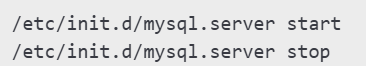 /etc/init.d/mysql.server start
/etc/init.d/mysql.server stop